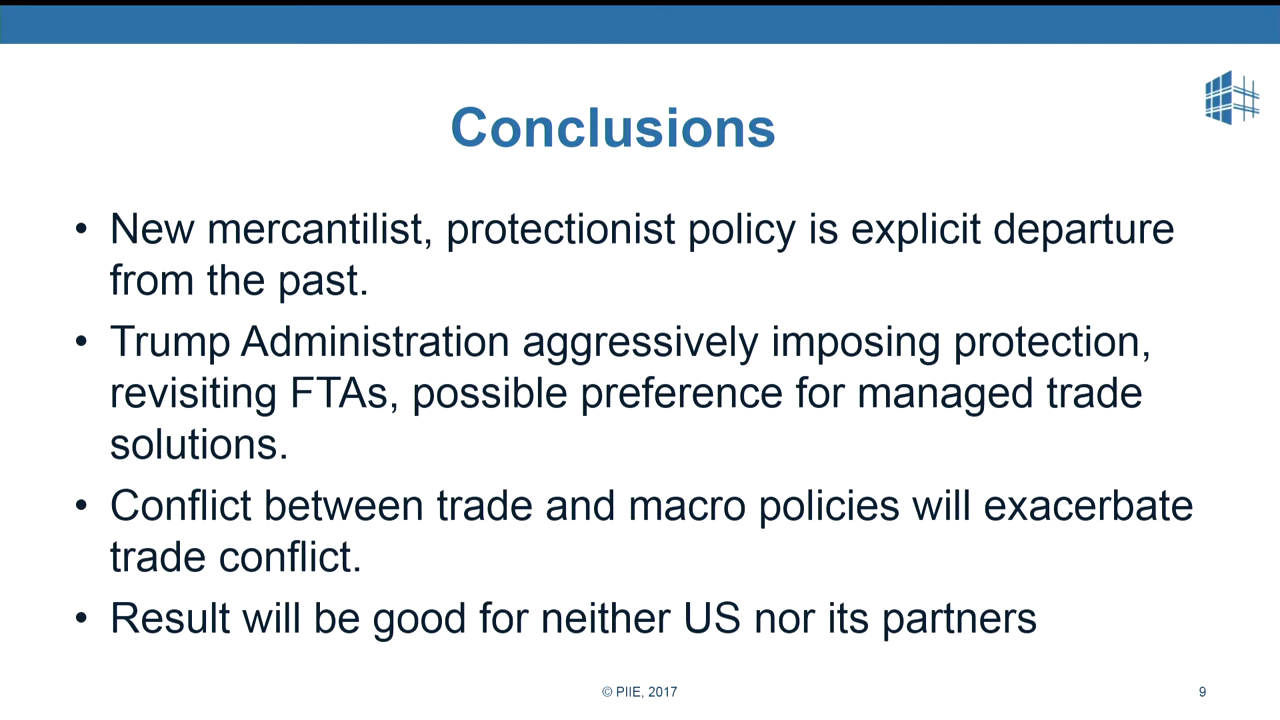 Conclusions
• New mercantilist, protectionist policy is explicit departure
from the past.
• Trump Administration aggressively imposing protection,
revisiting FTAs, possible preference for managed trade
solutions.
• Conflict between trade and macro policies will exacerbate
trade conflict.
• Result will be good for neither US nor its partners
© PIIE, 2017
9